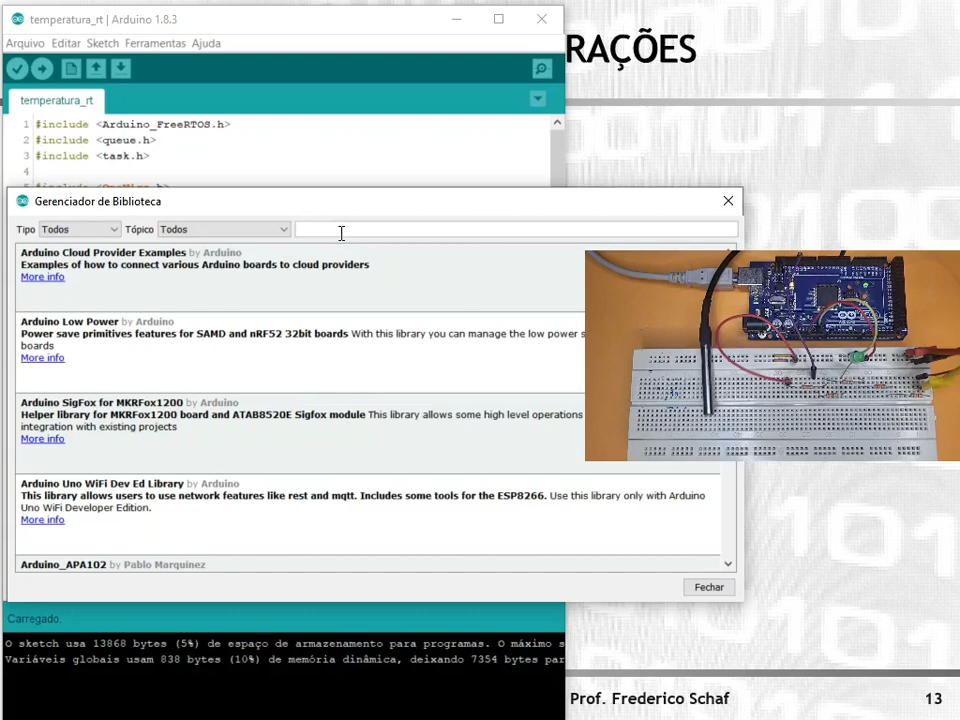 temperatura_rt | Arduino 1.8.3
RAÇÕES
Arquivo Editar Sketch Ferramentas Ajuda
temperatura_rt
1 #include <Arduino_FreeRTOS.h>
2 #include <queue.h>
3 #include <task.h>
4
Gerenciador de Biblioteca
Tipo Todos Tópico Todos
Arduino Cloud Provider Examples by Arduino
Examples of how to connect various Arduino boards to cloud providers
More info
Arduino Low Power by Arduino
Power save primitives features for SAMD and nRF52 32bit boards With this library you can manage the low power s
boards
More info
Arduino SigFox for MKRFox1200 by Arduino
Helper library for MKRFox1200 board and ATAB8520E Sigfox module This library allows some high level operations
integration with existing projects
More info
Arduino Uno WiFi Dev Ed Library by Arduino
This library allows users to use network features like rest and mqtt. Includes some tools for the ESP8266. Use this library only with Arduino
Uno WiFi Developer Edition.
More info
Arduino_APA102 by Pablo Marquínez
Fechar
Carregado.
O sketch usa 13868 bytes (5%) de espaço de armazenamento para programas. O máximo s
Variáveis globais usam 838 bytes (10%) de memória dinâmica, deixando 7354 bytes par
Prof. Frederico Schaf
13